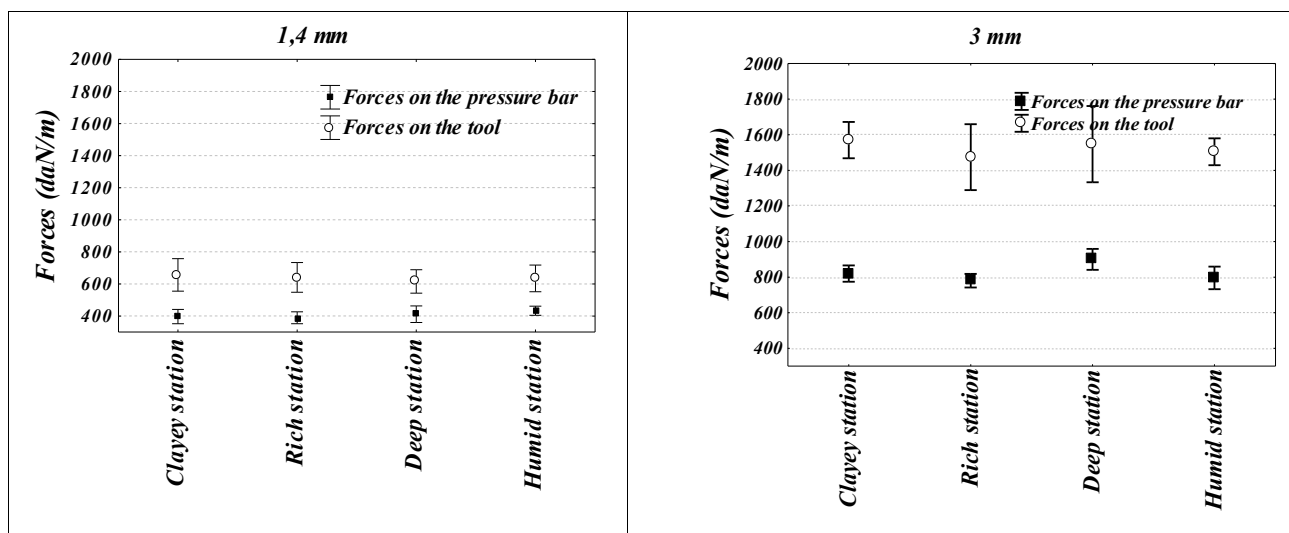 1,4 mm
Forces (daN/m)
2000
1800
1600
1400
1200
1000
800
600
400
Forces on the pressure bar
Forces on the tool
Clayey station
Rich station
Deep station
Humid station
3 mm
Forces (daN/m)
2000
1800
1600
1400
1200
1000
800
600
400
Forces on the pressure bar
Forces on the tool
Clayey station
Rich station
Deep station
Humid station